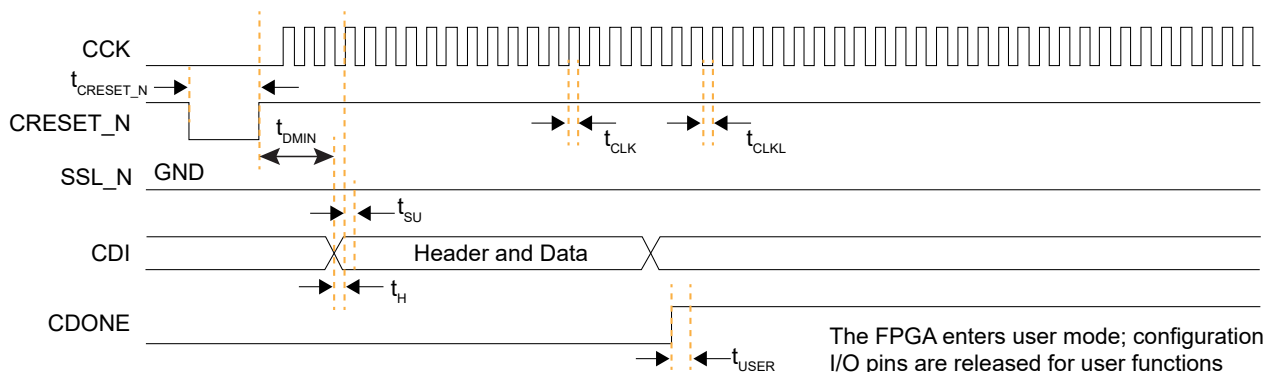 CCK
tCRESET_N
CRESET_N
tDMIN
tCLK
tCLKL
SSL_N
GND
tSU
CDI
Header and Data
tH
CDONE
tUSER
The FPGA enters user mode; configuration
I/O pins are released for user functions